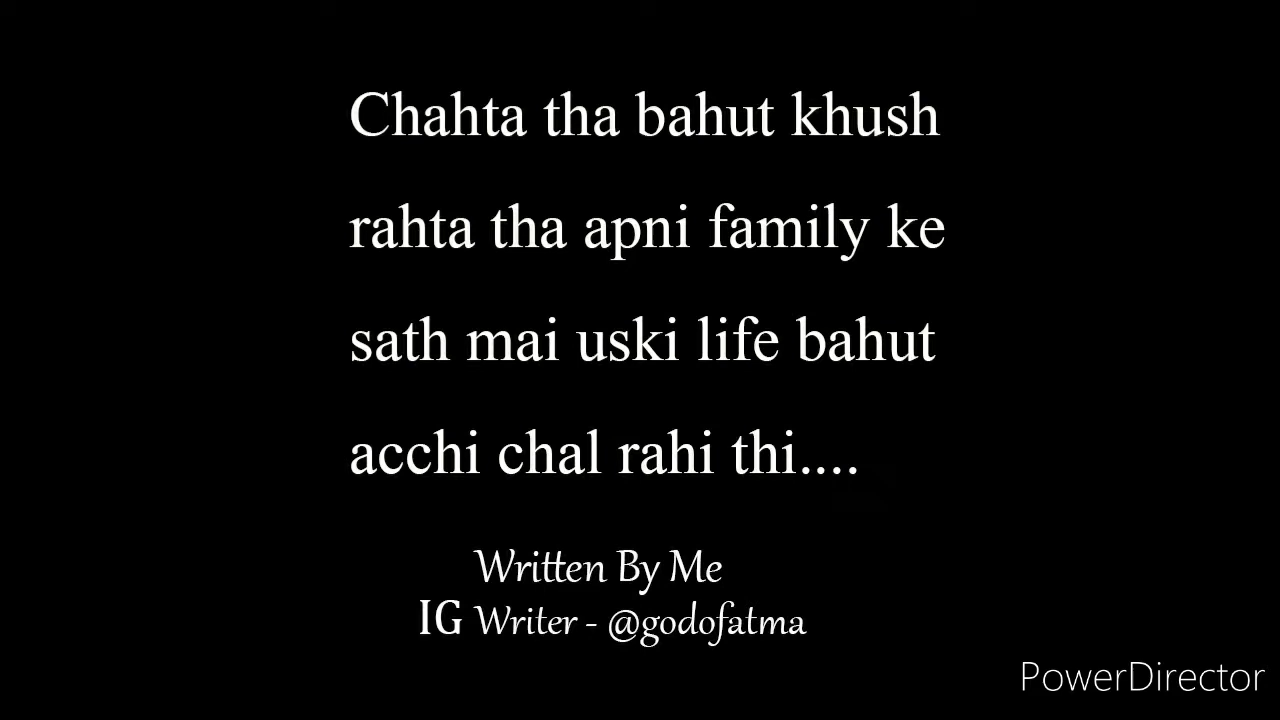 Chahta tha bahut khush
rahta tha apni family ke
sath mai uski life bahut
acchi chal rahi thi....
Written By Me
IG Writer - @godofatma
PowerDirector